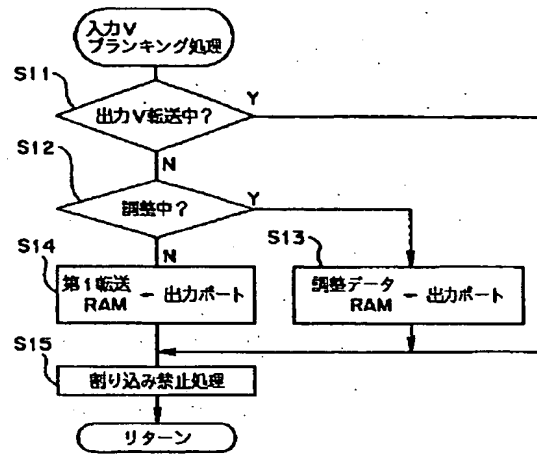 入力V
ブランキング処理
S11
出力V転送中?
Y
N
S12
調整中?
Y
N
S13
調整データ
RAM ← 出力ポート
S14
第1転送
RAM ← 出力ポート
S15
割り込み禁止処理
リターン